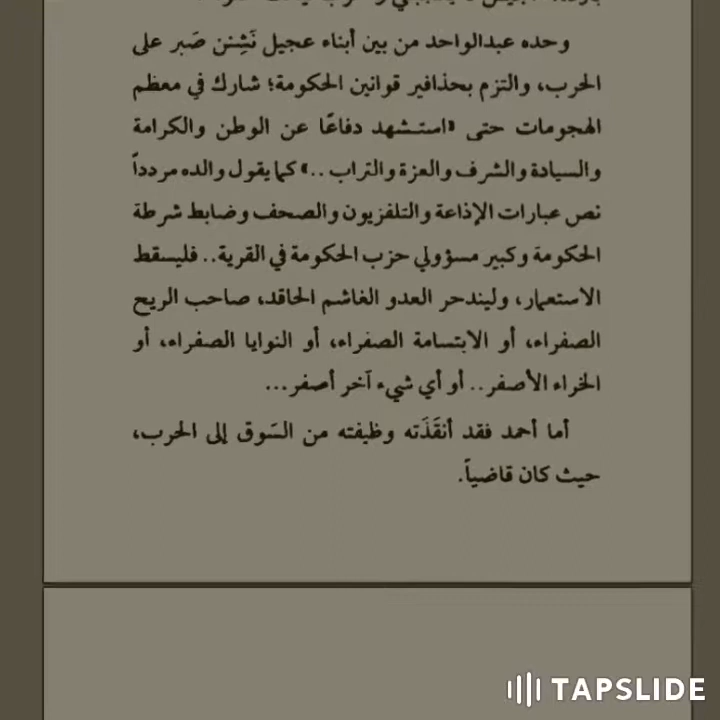 وحده عبدالواحد من بين أبناء عجيل نَشِنن صَبر على
الحرب، والتزم بحذافير قوانين الحكومة؛ شارك في معظم
الهجومات حتى «استشهد دفاعًا عن الوطن والكرامة
والسيادة والشرف والعزة والتراب ..» كما يقول والده مردداً
نص عبارات الإذاعة والتلفزيون والصحف وضابط شرطة
الحكومة وكبير مسؤولي حزب الحكومة في القرية.. فليسقط
الاستعمار، وليندحر العدو الغاشم الحاقد، صاحب الريح
الصفراء، أو الابتسامة الصفراء، أو النوايا الصفراء، أو
الخراء الأصفر.. أو أي شيء آخر أصفر...
أما أحمد فقد أنقَذَته وظيفته من السَوق إلى الحرب،
حيث كان قاضياً.
TAPSLIDE